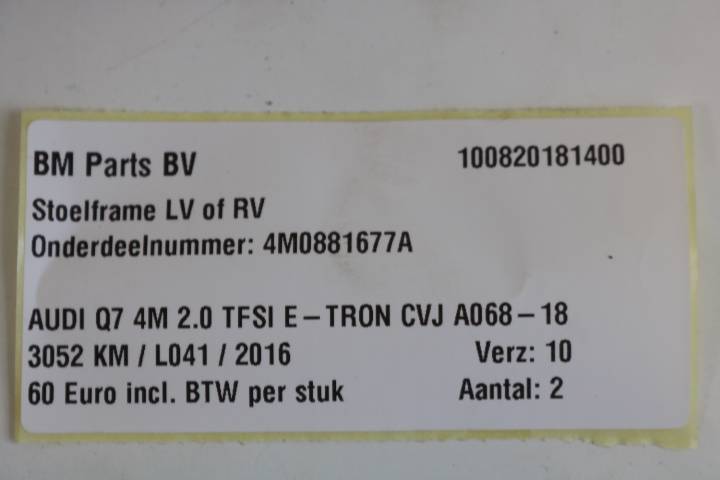 BM Parts BV 100820181400
Stoelframe LV of RV
Onderdeelnummer: 4M0881677A
AUDI Q7 4M 2.0 TFSI E-TRON CVJ A068-18
3052 KM / L041 / 2016 Verz: 10
60 Euro incl. BTW per stuk Aantal: 2